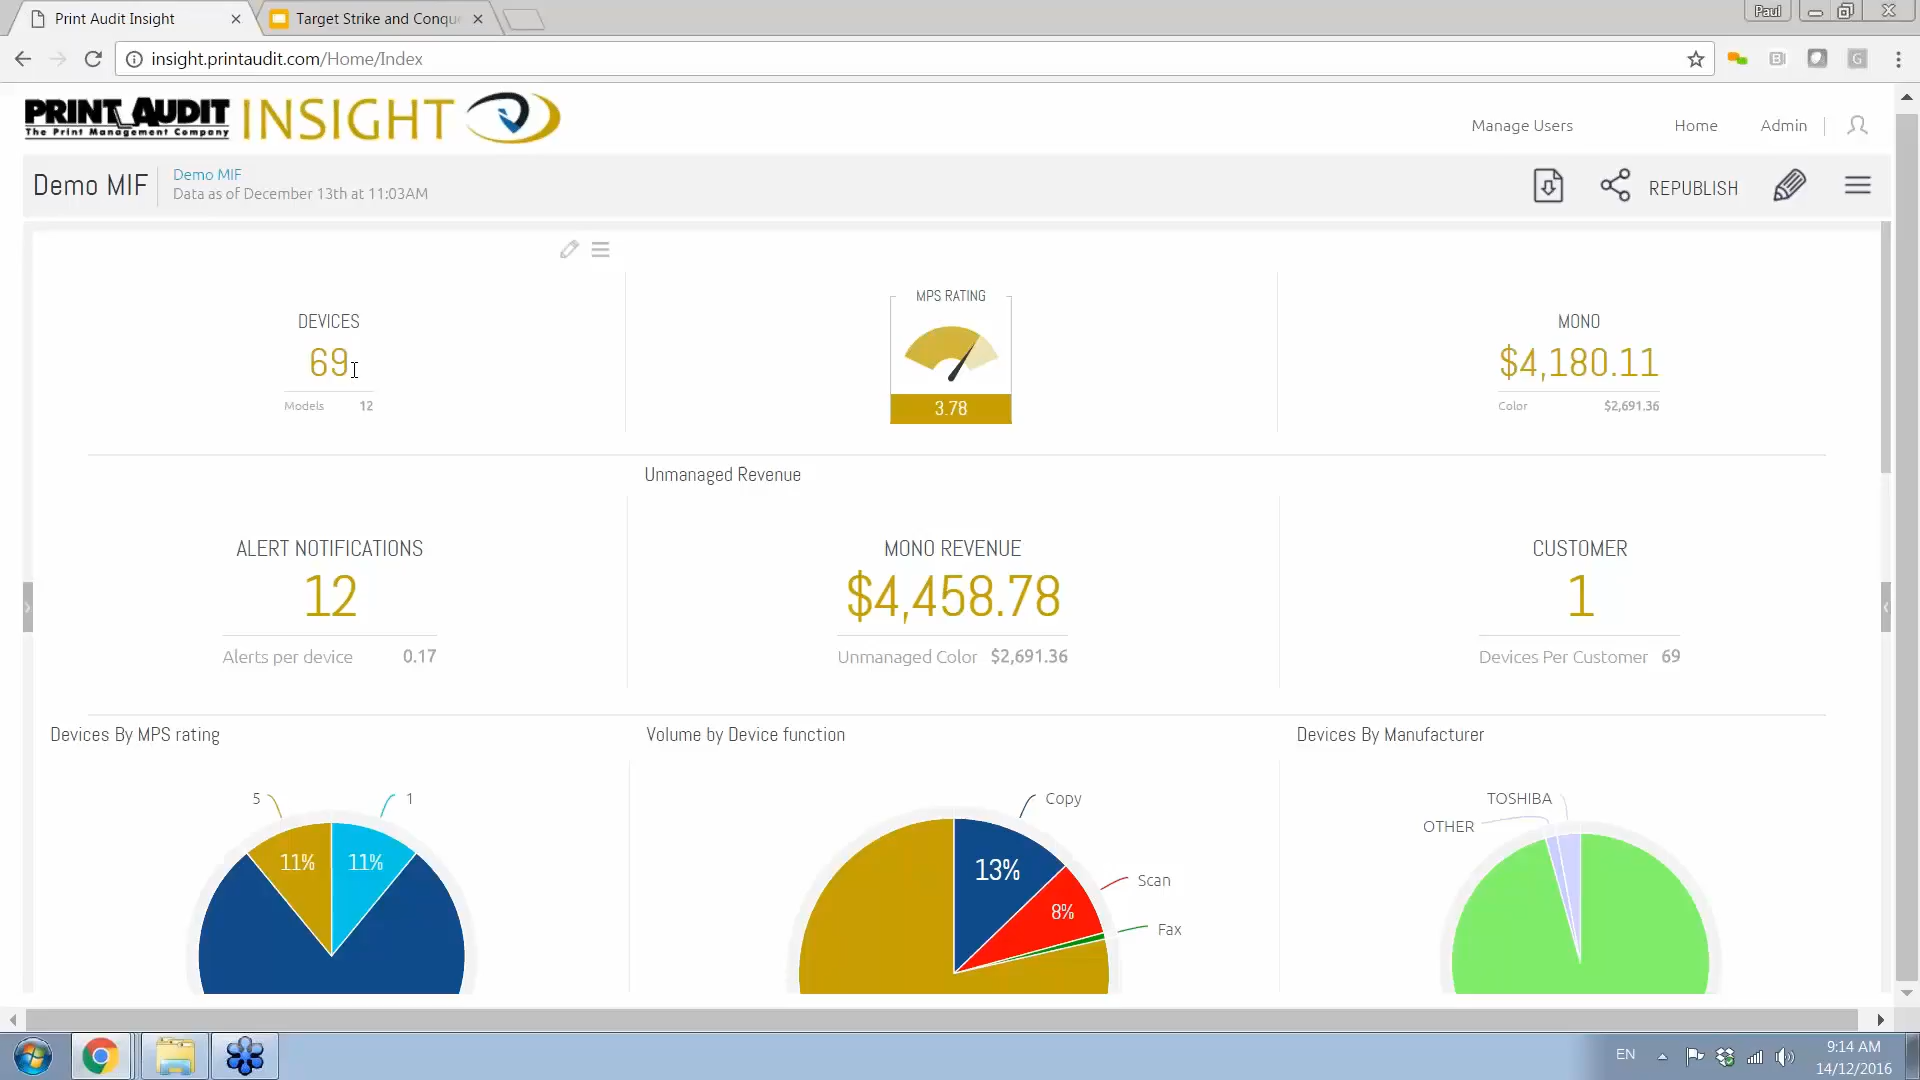 Print Audit Insight
Target Strike and Conque
Paul
insight.printaudit.com/Home/Index
PRINT AUDIT INSIGHT
The Print Management Company
Manage Users Home Admin
Demo MIF
Demo MIF
Data as of December 13th at 11:03AM
REPUBLISH
DEVICES
69
Models 12
MPS RATING
3.78
MONO
$4,180.11
Color $2,691.36
Unmanaged Revenue
ALERT NOTIFICATIONS
12
Alerts per device 0.17
MONO REVENUE
$4,458.78
Unmanaged Color $2,691.36
CUSTOMER
1
Devices Per Customer 69
Devices By MPS rating
5
1
11%
11%
Volume by Device function
Copy
13%
Scan
8%
Fax
Devices By Manufacturer
TOSHIBA
OTHER
EN
9:14 AM
14/12/2016